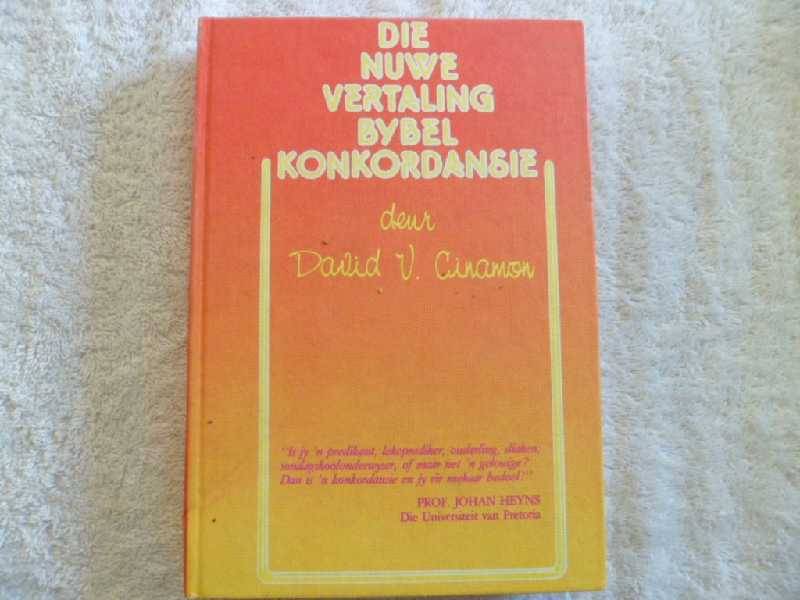 DIE
NUWE
VERTALING
BYBEL
KONKORDANSIE
deur
David V. Cinamon
"Is jy 'n predikant, lekeprediker, ouderling, diaken,
sondagskoolonderwyser, of maar net 'n gelowige?
Dan is 'n konkordansie en jy vir mekaar bedoel!"
PROF. JOHAN HEYNS
Die Universiteit van Pretoria